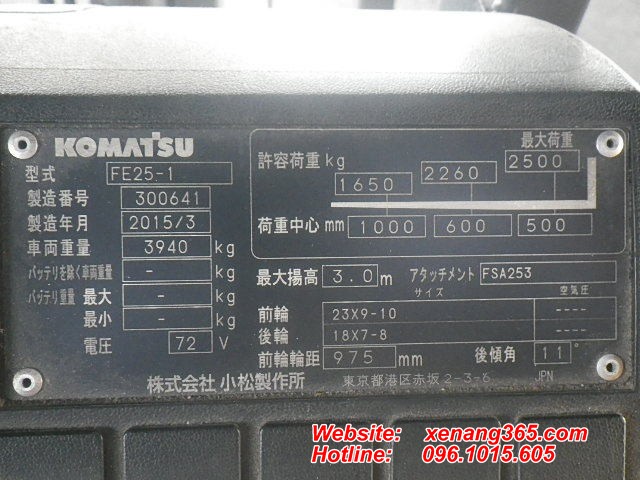 KOMATSU
型式 FE25-1
製造番号 300641
製造年月 2015/3
車両重量 3940 kg
バッテリを除く車両重量 - kg
バッテリ重量 最大 - kg
最小 - kg
電圧 72 V
最大荷重
許容荷重 kg 1650 2260 2500
荷重中心 mm 1000 600 500
最大揚高 3.0 m アタッチメント FSA253
サイズ 空気圧
前輪 23X9-10 ----
後輪 18X7-8 ----
前輪輪距 975 mm 後傾角 11°
株式会社 小松製作所 東京都港区赤坂2-3-6 JPN
Website: xenang365.com
Hotline: 096.1015.605